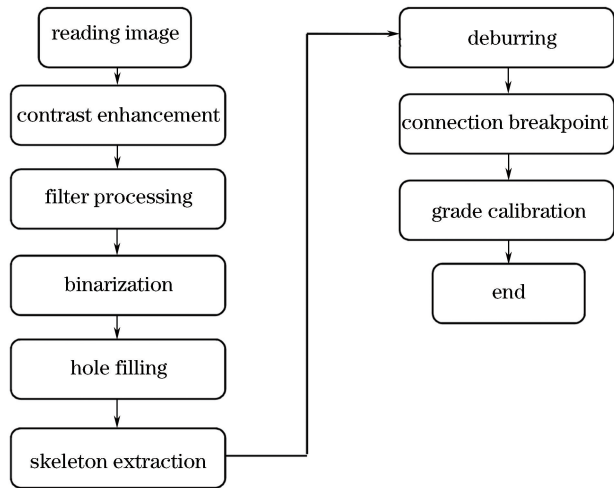 reading image
contrast enhancement
filter processing
binarization
hole filling
skeleton extraction
deburring
connection breakpoint
grade calibration
end